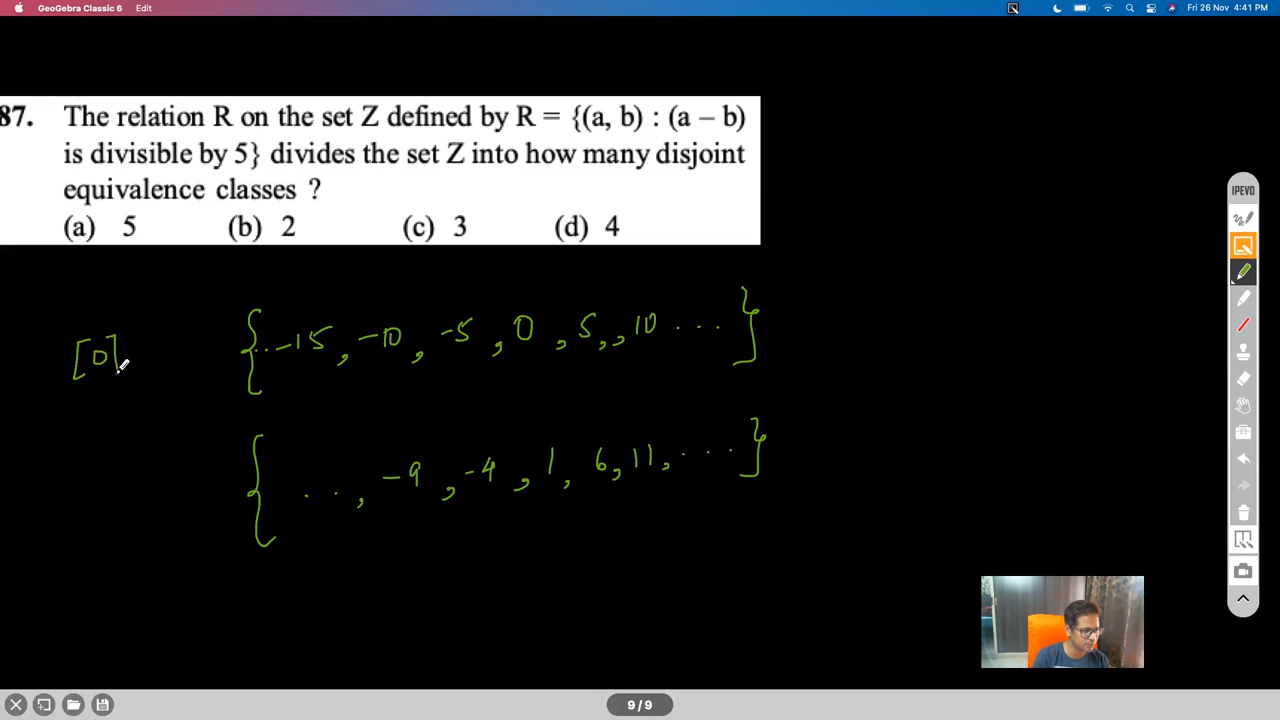 GeoGebra Classic 6 Edit Fri 26 Nov 4:41 PM
87. The relation R on the set Z defined by R = {(a, b) : (a – b)
is divisible by 5} divides the set Z into how many disjoint
equivalence classes ?
(a) 5 (b) 2 (c) 3 (d) 4
IPEVO
[0] {..-15, -10, -5, 0, 5,, 10 ...}
{ .., -9, -4, 1, 6, 11, ...}
9 / 9